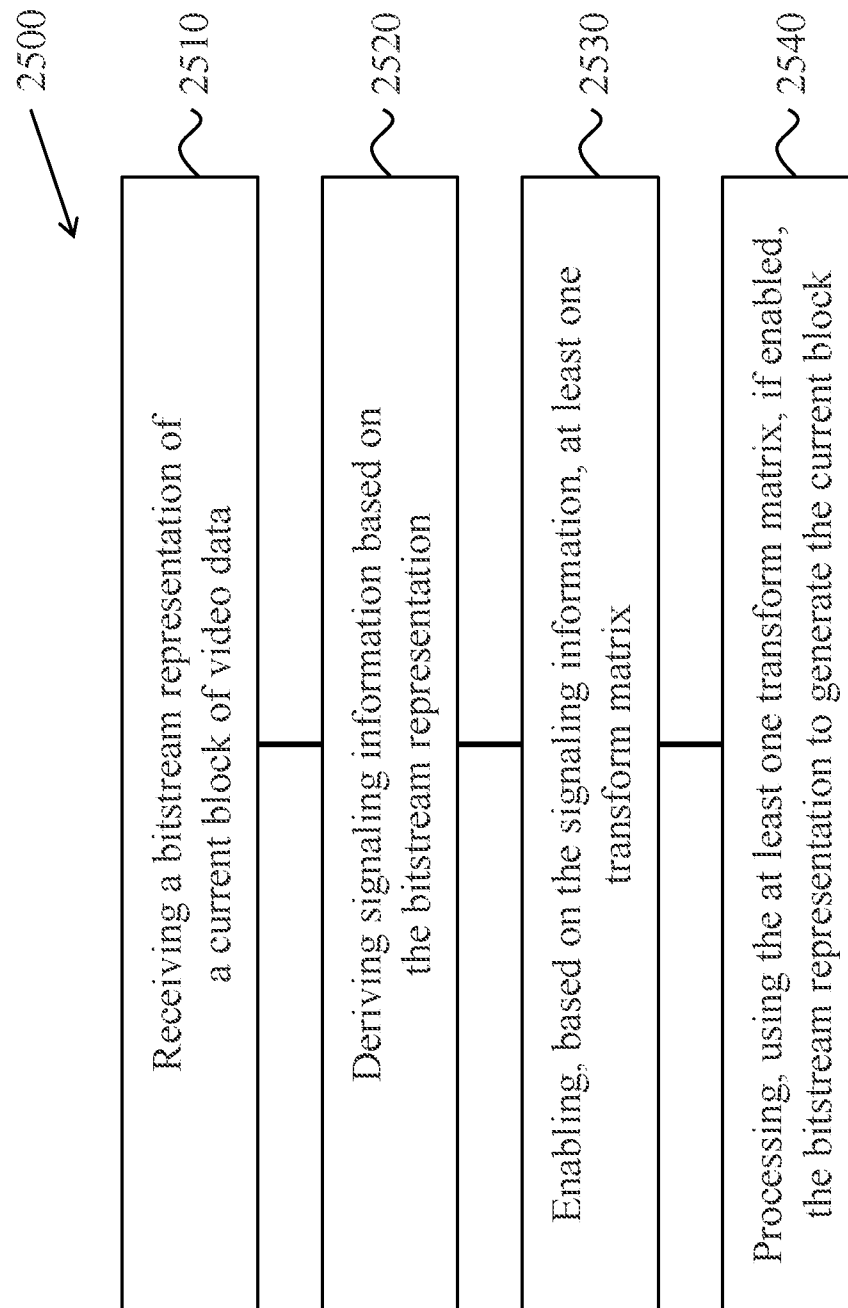 2500
Receiving a bitstream representation of
a current block of video data
2510
Deriving signaling information based on
the bitstream representation
2520
Enabling, based on the signaling information, at least one
transform matrix
2530
Processing, using the at least one transform matrix, if enabled,
the bitstream representation to generate the current block
2540